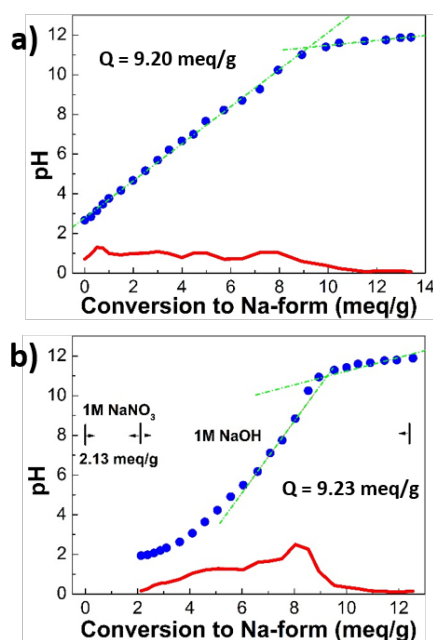 a)
Q = 9.20 meq/g
pH
12
10
8
6
4
2
0
0 2 4 6 8 10 12 14
Conversion to Na-form (meq/g)
b)
1M NaNO₃
2.13 meq/g
1M NaOH
Q = 9.23 meq/g
pH
12
10
8
6
4
2
0
0 2 4 6 8 10 12
Conversion to Na-form (meq/g)